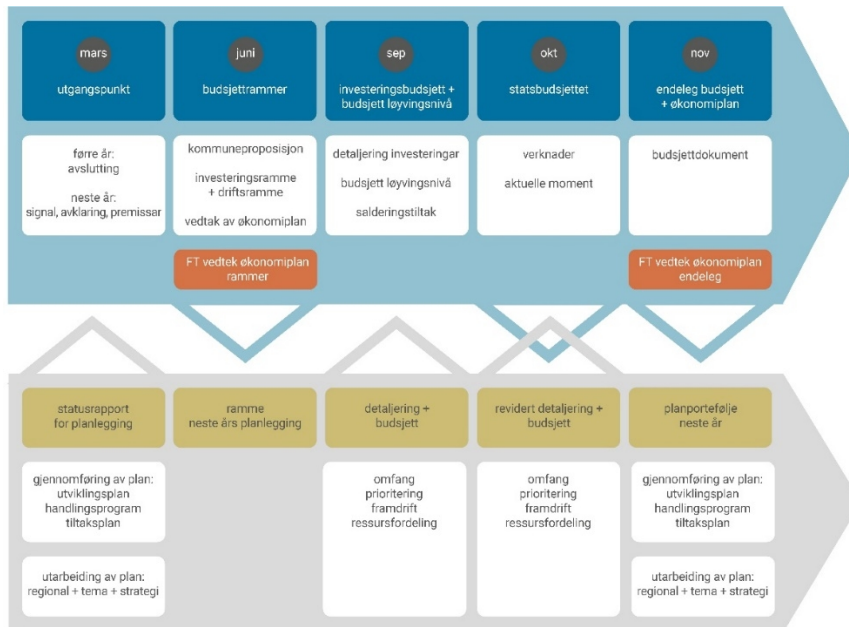 mars
utgangspunkt
juni
budsjettrammer
sep
investeringsbudsjett +
budsjett løyvingsnivå
okt
statsbudsjettet
nov
endeleg budsjett
+ økonomiplan
førre år:
avslutting
neste år:
signal, avklaring, premissar
kommuneproposisjon
investeringsramme
+ driftsramme
vedtak av økonomiplan
detaljering investeringar
budsjett løyvingsnivå
salderingstiltak
verknader
aktuelle moment
budsjettdokument
FT vedtek økonomiplan
rammer
FT vedtek økonomiplan
endeleg
statusrapport
for planlegging
ramme
neste års planlegging
detaljering +
budsjett
revidert detaljering +
budsjett
planportefølje
neste år
gjennomføring av plan:
utviklingsplan
handlingsprogram
tiltaksplan
omfang
prioritering
framdrift
ressursfordeling
omfang
prioritering
framdrift
ressursfordeling
gjennomføring av plan:
utviklingsplan
handlingsprogram
tiltaksplan
utarbeiding av plan:
regional + tema + strategi
utarbeiding av plan:
regional + tema + strategi